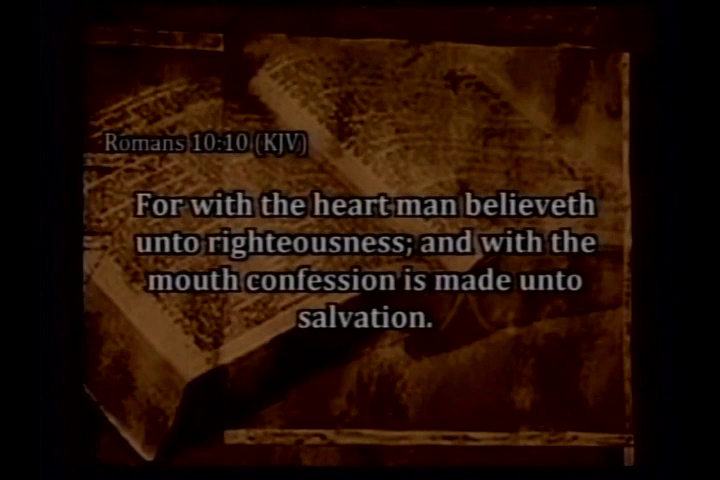 Romans 10:10 (KJV)
For with the heart man believeth
unto righteousness; and with the
mouth confession is made unto
salvation.